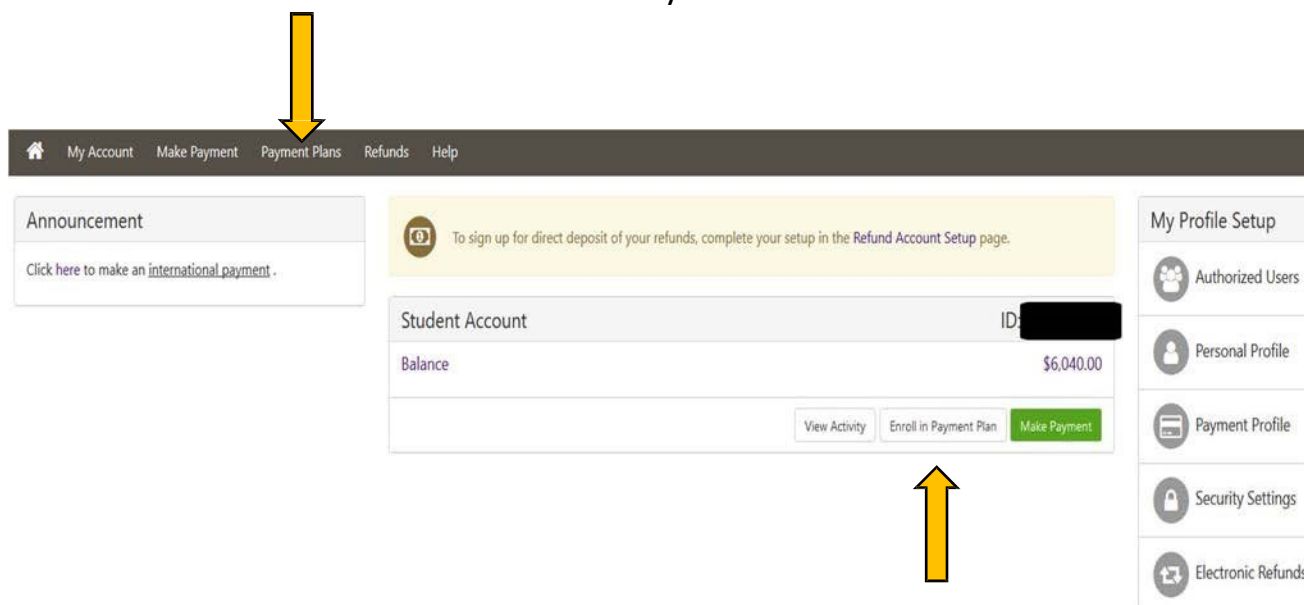 My Account Make Payment Payment Plans Refunds Help
Announcement
Click here to make an international payment .
To sign up for direct deposit of your refunds, complete your setup in the Refund Account Setup page.
Student Account ID:
Balance $6,040.00
View Activity Enroll in Payment Plan Make Payment
My Profile Setup
Authorized Users
Personal Profile
Payment Profile
Security Settings
Electronic Refunds